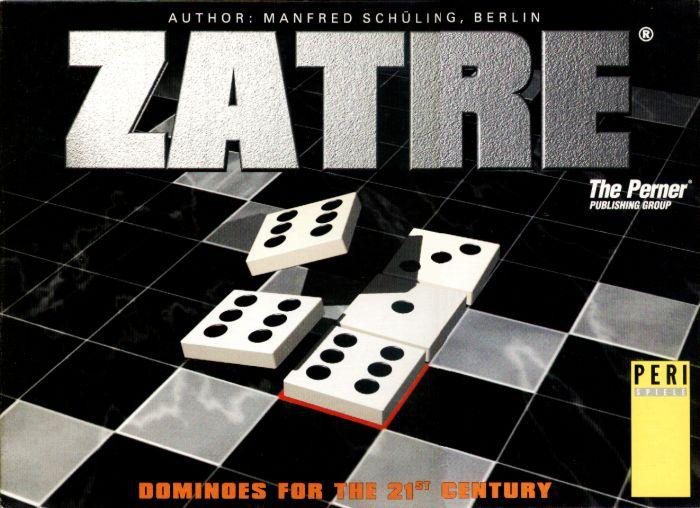 AUTHOR: MANFRED SCHÜLING, BERLIN
ZATRE®
The Perner®
PUBLISHING GROUP
PERI
SPIELE
DOMINOES FOR THE 21ST CENTURY